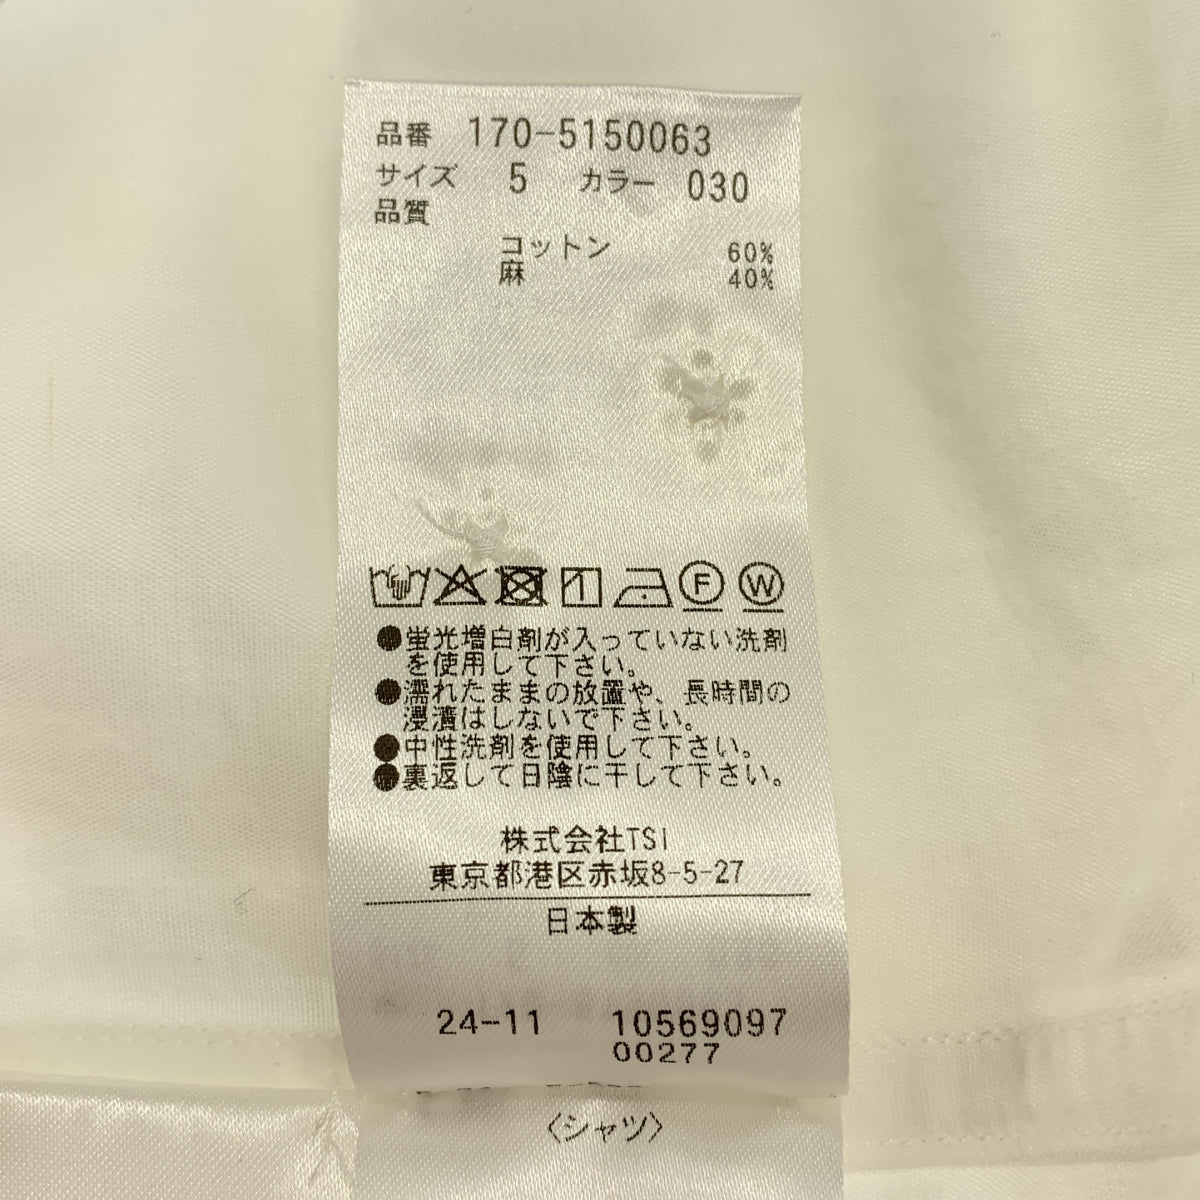 品番 170-5150063
サイズ 5 カラー 030
品質
コットン 60%
麻 40%
F W
●蛍光増白剤が入っていない洗剤
を使用して下さい。
●濡れたままの放置や、長時間の
浸漬はしないで下さい。
●中性洗剤を使用して下さい。
●裏返して日陰に干して下さい。
株式会社TSI
東京都港区赤坂8-5-27
日本製
24-11 10569097
00277
〈シャツ〉